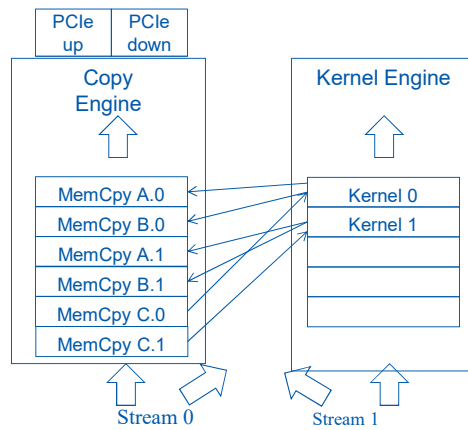 PCIe
up
PCIe
down
Copy
Engine
Kernel Engine
MemCpy A.0
MemCpy B.0
MemCpy A.1
MemCpy B.1
MemCpy C.0
MemCpy C.1
Kernel 0
Kernel 1
Stream 0
Stream 1